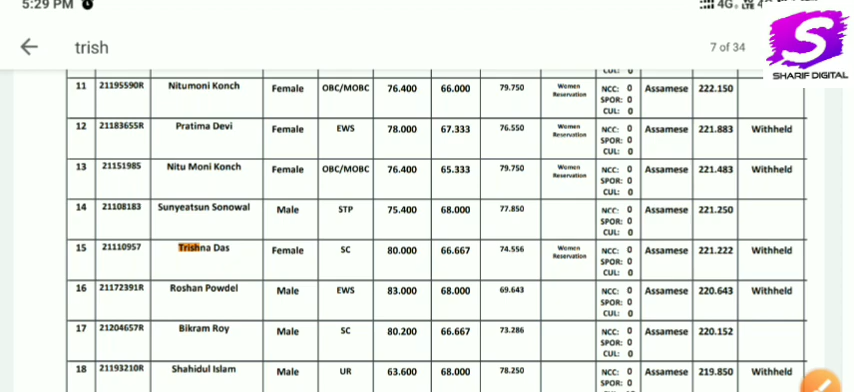 5:29 PM
4G+ LTE 4
S
SHARIF DIGITAL
trish
7 of 34
CUL: 0
11 21195590R Nitumoni Konch Female OBC/MOBC 76.400 66.000 79.750 Women Reservation NCC: 0 SPOR: 0 CUL: 0 Assamese 222.150
12 21183655R Pratima Devi Female EWS 78.000 67.333 76.550 Women Reservation NCC: 0 SPOR: 0 CUL: 0 Assamese 221.883 Withheld
13 21151985 Nitu Moni Konch Female OBC/MOBC 76.400 65.333 79.750 Women Reservation NCC: 0 SPOR: 0 CUL: 0 Assamese 221.483 Withheld
14 21108183 Sunyeatsun Sonowal Male STP 75.400 68.000 77.850 NCC: 0 SPOR: 0 CUL: 0 Assamese 221.250
15 21110957 Trishna Das Female SC 80.000 66.667 74.556 Women Reservation NCC: 0 SPOR: 0 CUL: 0 Assamese 221.222 Withheld
16 21172391R Roshan Powdel Male EWS 83.000 68.000 69.643 NCC: 0 SPOR: 0 CUL: 0 Assamese 220.643 Withheld
17 21204657R Bikram Roy Male SC 80.200 66.667 73.286 NCC: 0 SPOR: 0 CUL: 0 Assamese 220.152
18 21193210R Shahidul Islam Male UR 63.600 68.000 78.250 NCC: 0 SPOR: 0 Assamese 219.850 Withheld